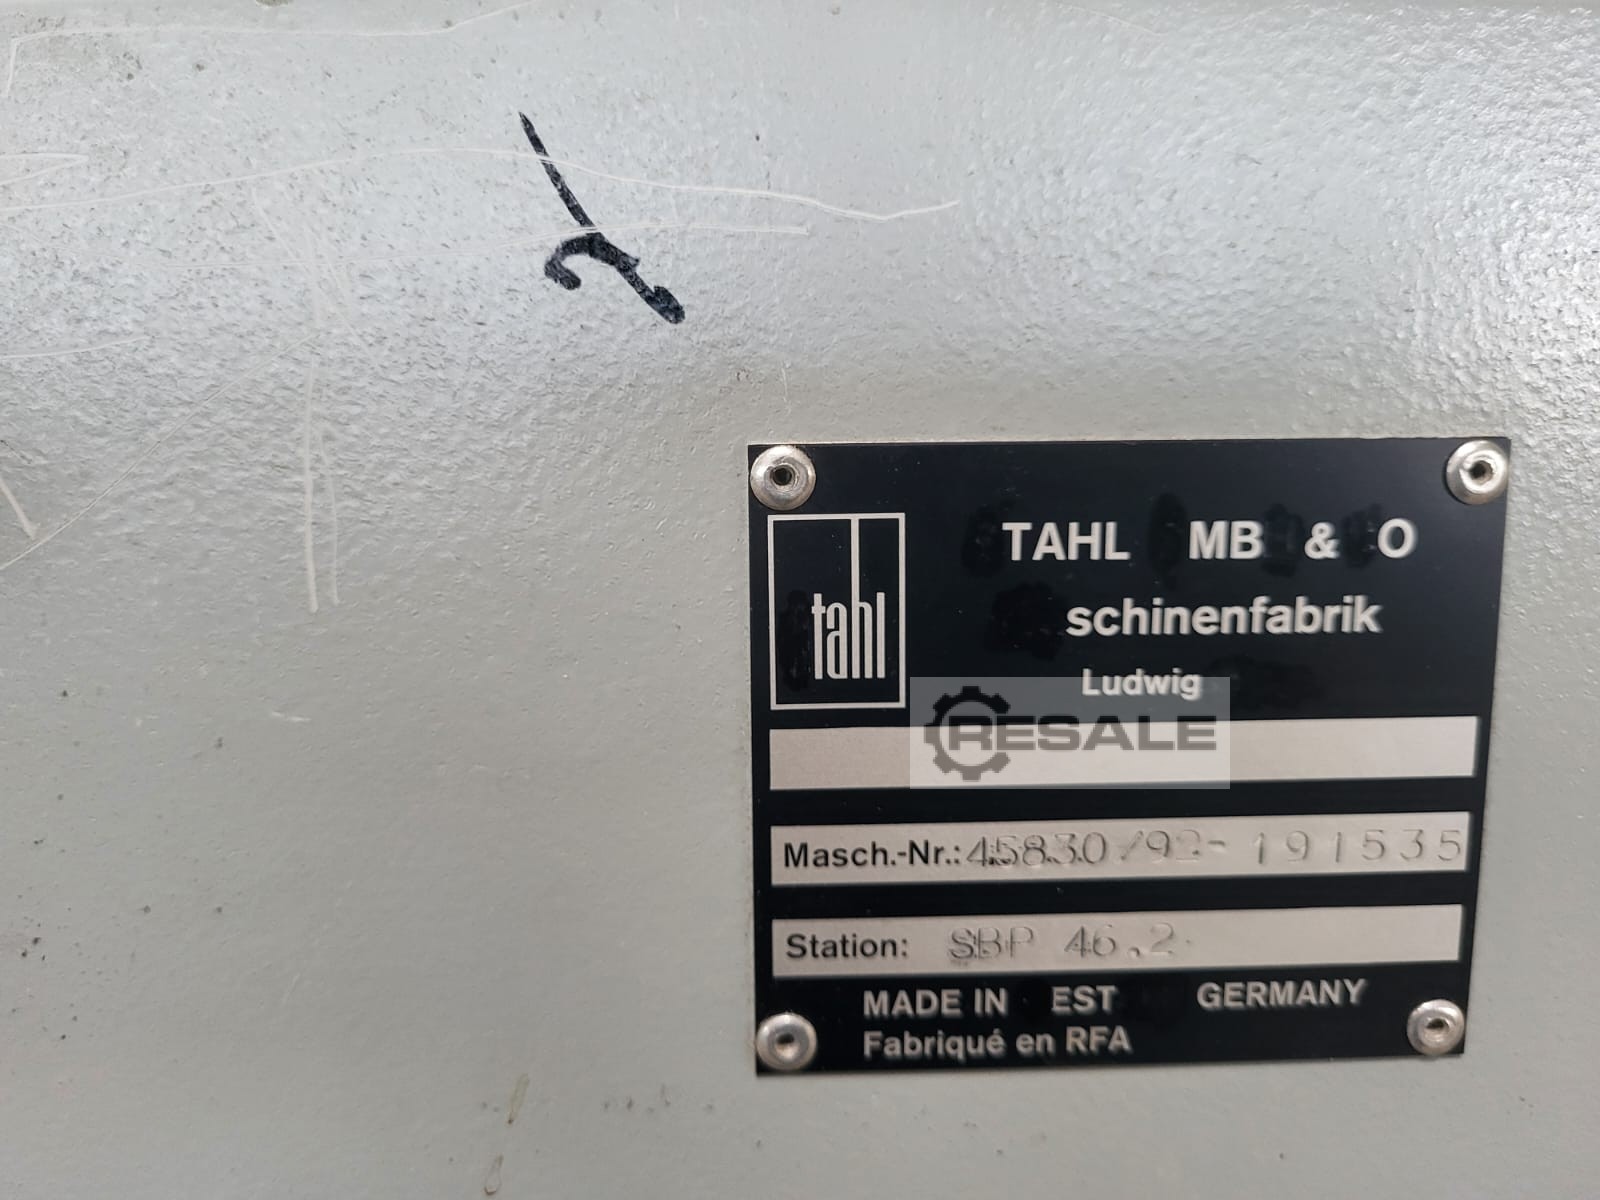 tahl
TAHL MB & O
schinenfabrik
Ludwig
RESALE
Masch.-Nr.: 45830/92-191535
Station: SBP 46.2
MADE IN EST GERMANY
Fabriqué en RFA